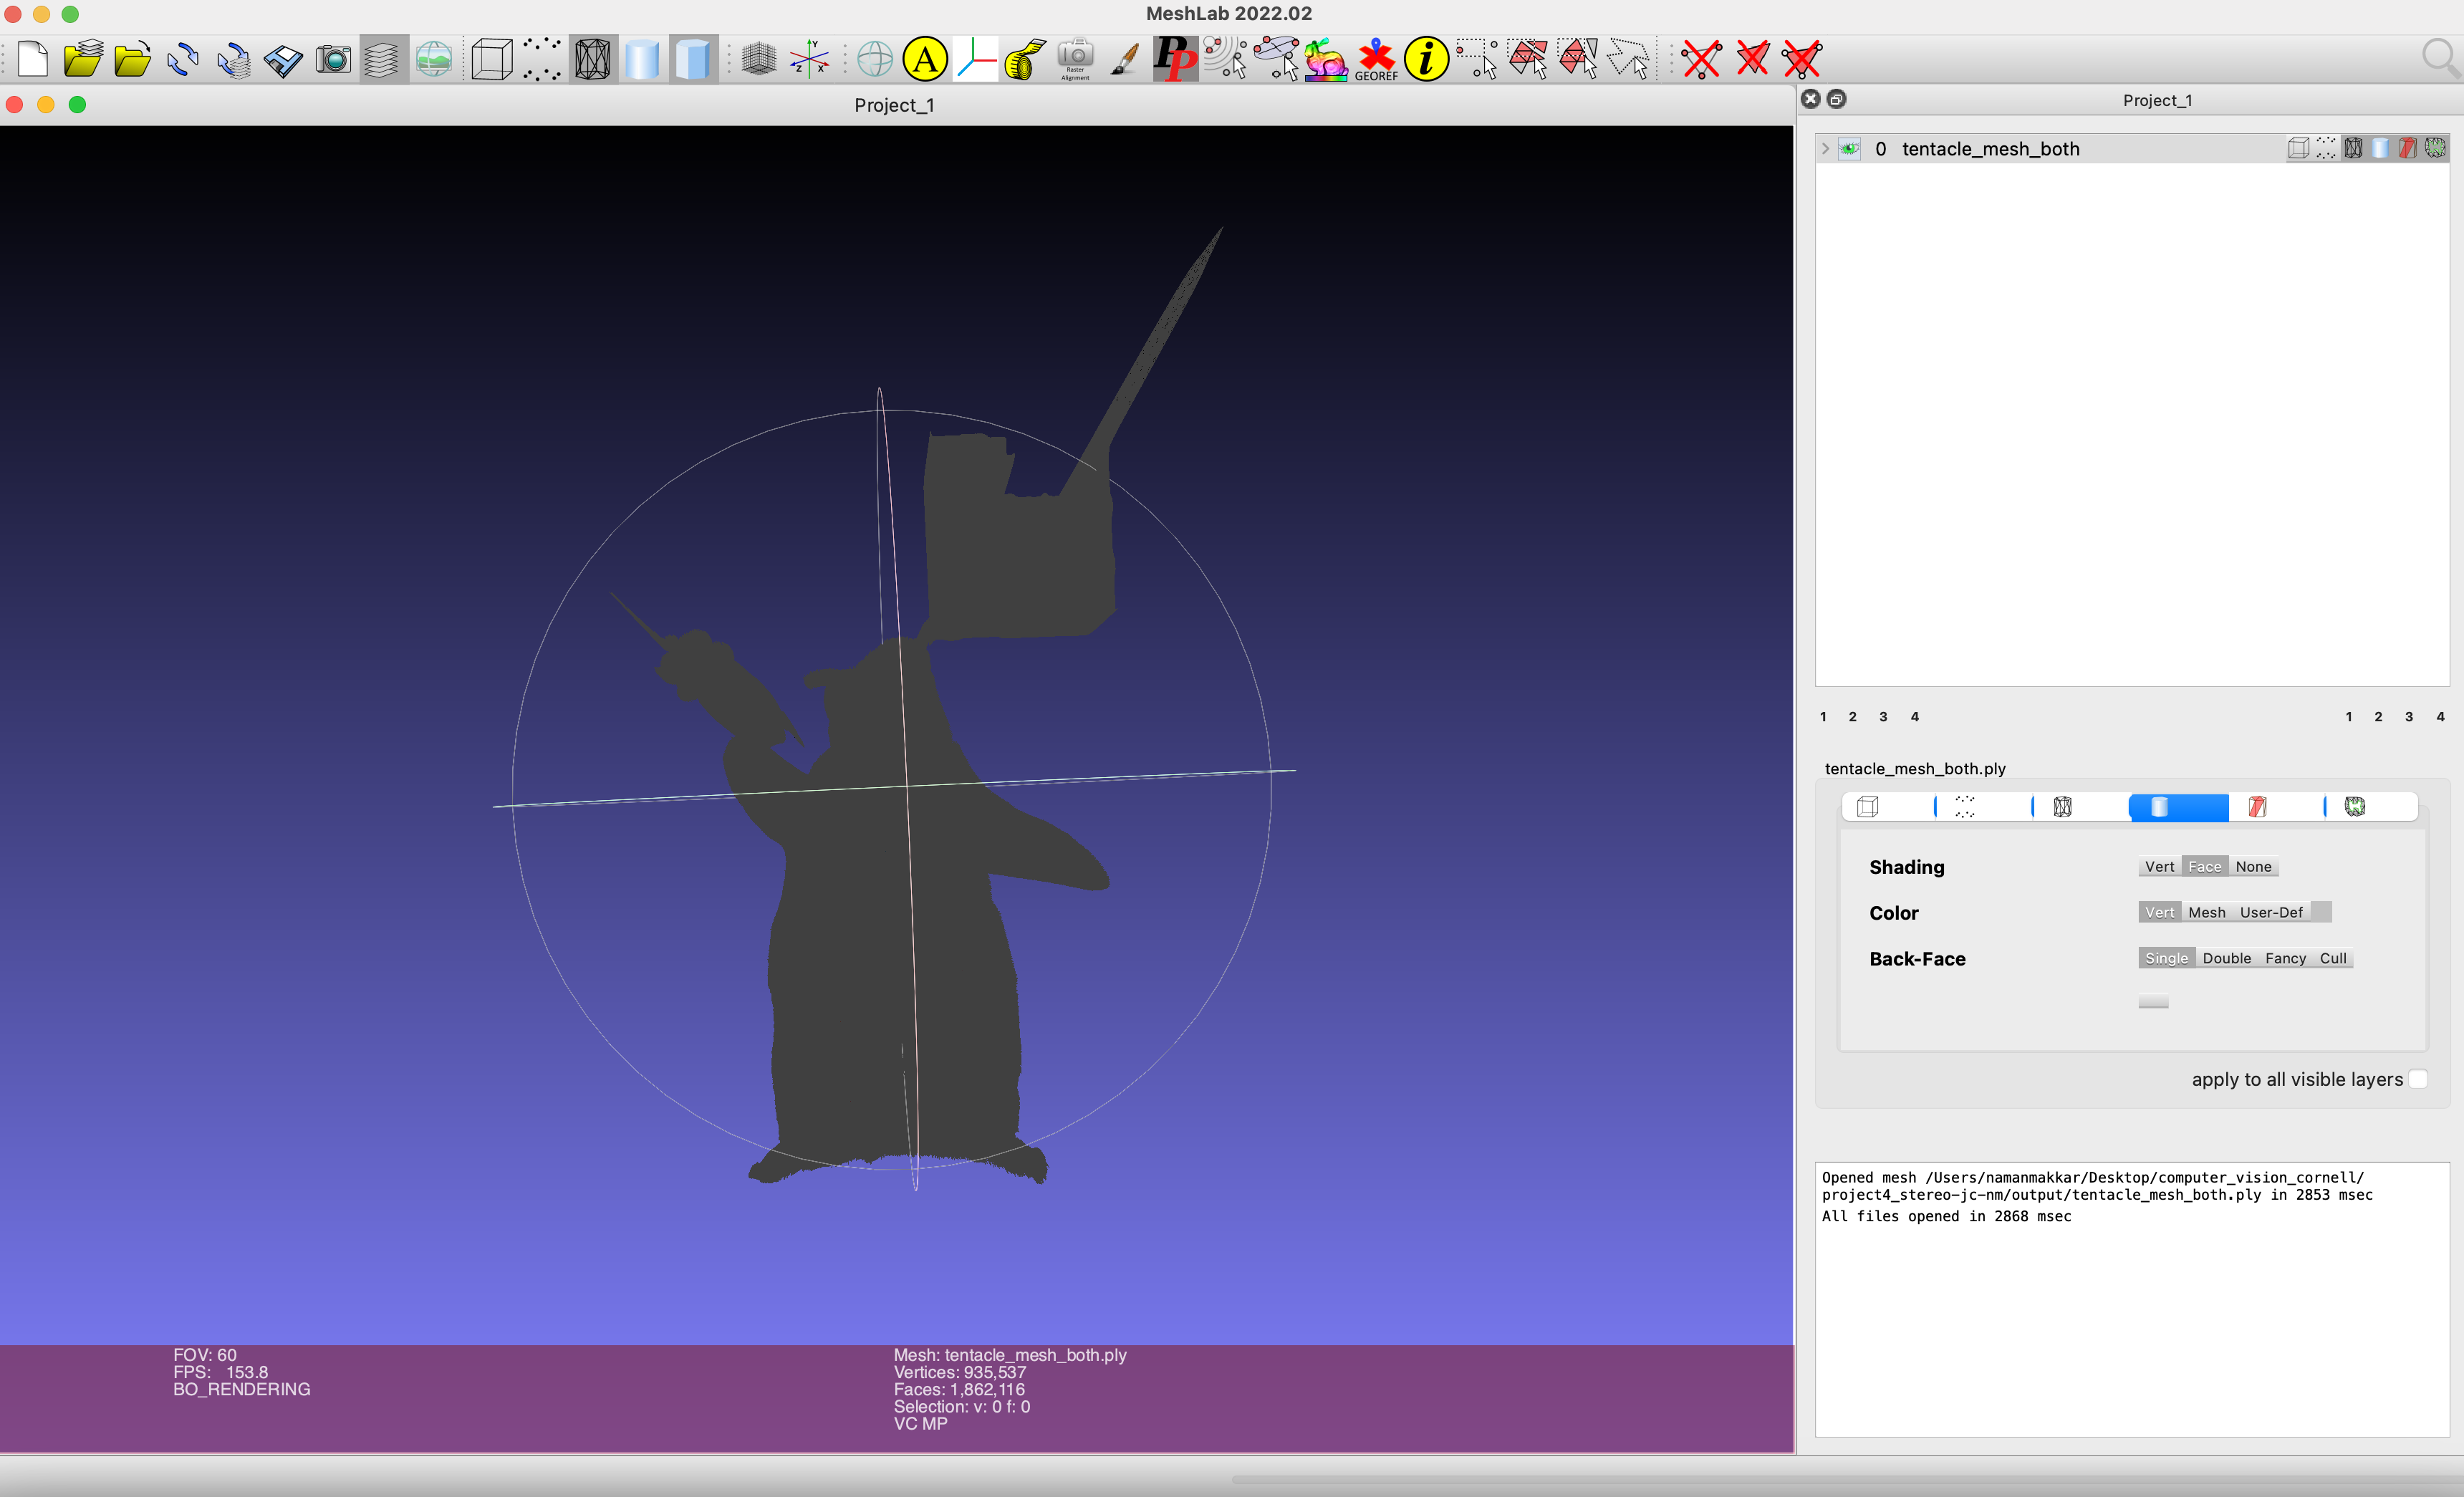 MeshLab 2022.02
A
Y
Z
X
Raster
Alignment
PP
GEOREF
i
Project_1
Project_1
0 tentacle_mesh_both
1 2 3 4
1 2 3 4
tentacle_mesh_both.ply
Shading
Vert Face None
Color
Vert Mesh User-Def
Back-Face
Single Double Fancy Cull
apply to all visible layers
Opened mesh /Users/namanmakkar/Desktop/computer_vision_cornell/
project4_stereo-jc-nm/output/tentacle_mesh_both.ply in 2853 msec
All files opened in 2868 msec
FOV: 60
FPS: 153.8
BO_RENDERING
Mesh: tentacle_mesh_both.ply
Vertices: 935,537
Faces: 1,862,116
Selection: v: 0 f: 0
VC MP